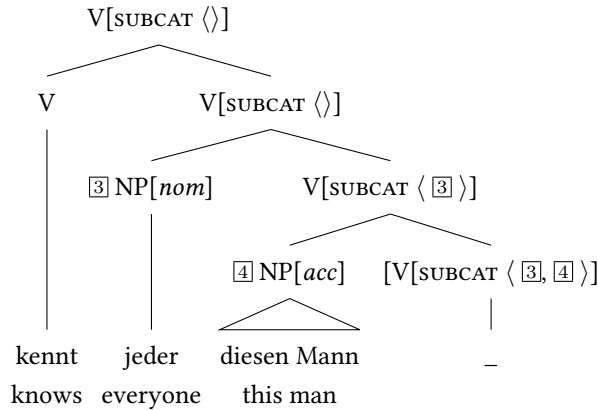 V[SUBCAT ⟨⟩]
V V[SUBCAT ⟨⟩]
3 NP[nom] V[SUBCAT ⟨ 3 ⟩]
4 NP[acc] [V[SUBCAT ⟨ 3, 4 ⟩]
kennt jeder diesen Mann _
knows everyone this man